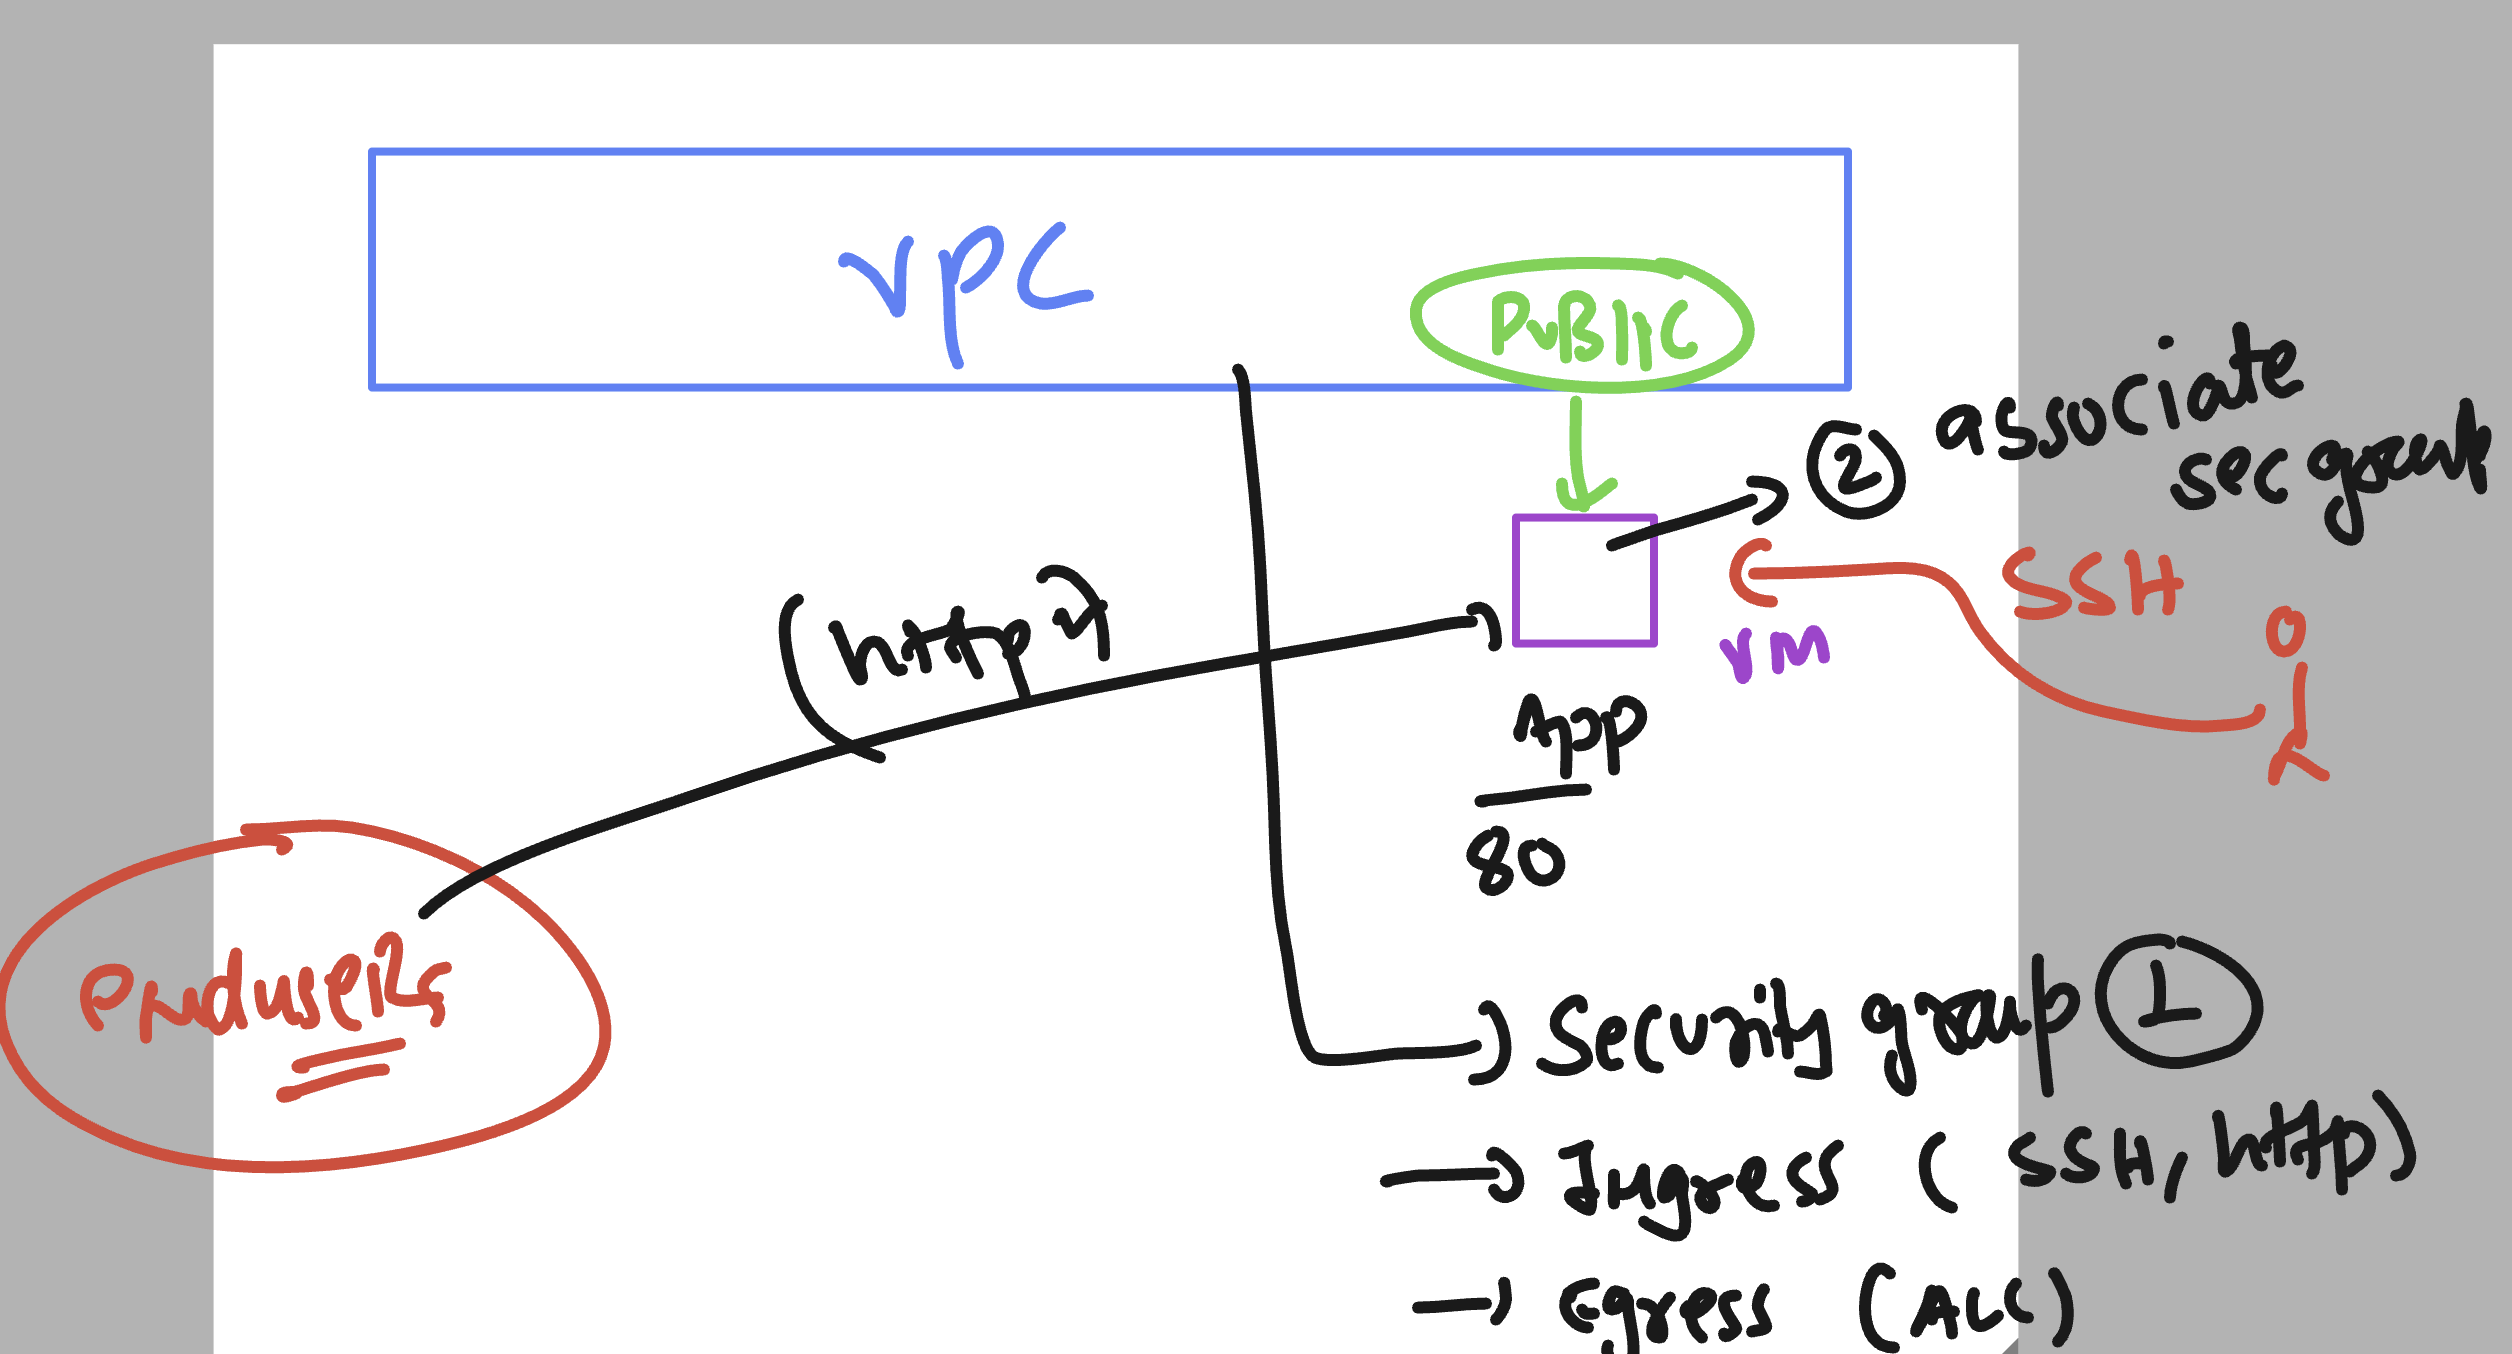 VPC
PUBLIC
② associate
sec group
SSH
(http)
VM
App
80
Producers
Security group ①
Ingress (SSH, http)
Egress (ALL)